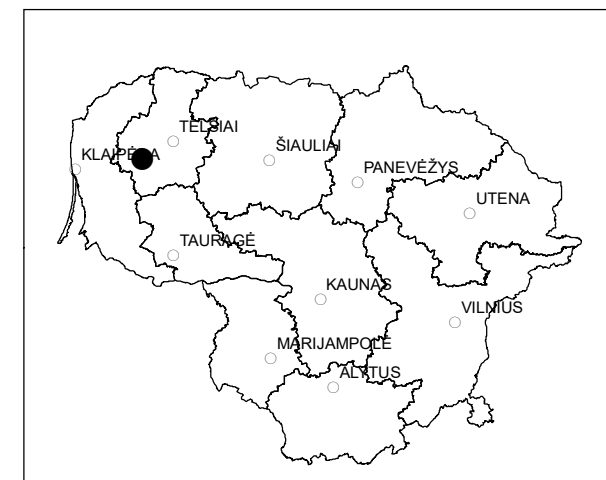 TELŠIAI
KLAIPĖDA
ŠIAULIAI
PANEVĖŽYS
UTENA
TAURAGĖ
KAUNAS
VILNIUS
MARIJAMPOLĖ
ALYTUS